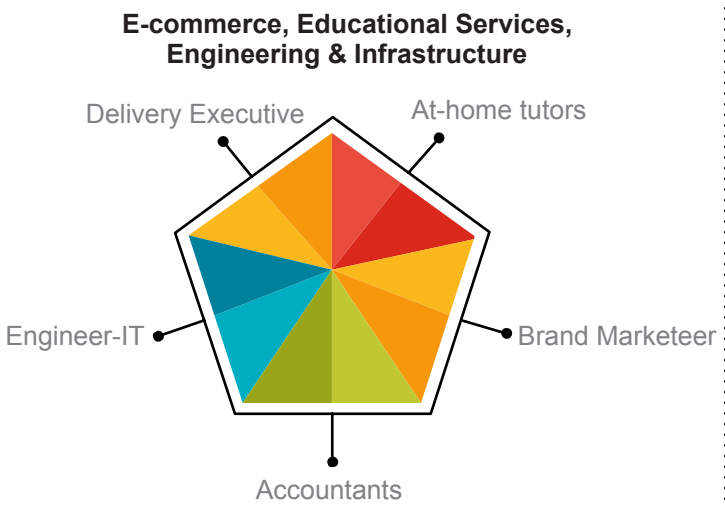 E-commerce, Educational Services,
Engineering & Infrastructure
Delivery Executive
At-home tutors
Engineer-IT
Brand Marketeer
Accountants